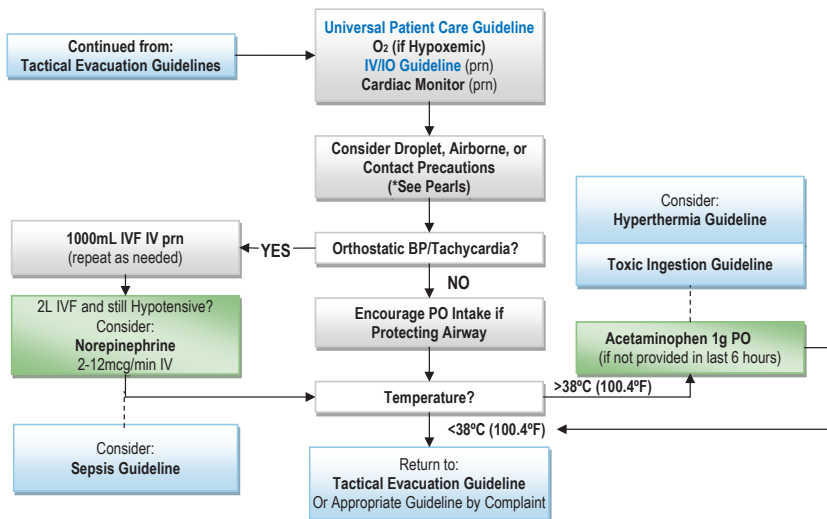 Continued from:
Tactical Evacuation Guidelines
Universal Patient Care Guideline
O₂ (if Hypoxemic)
IV/IO Guideline (prn)
Cardiac Monitor (prn)
Consider Droplet, Airborne, or
Contact Precautions
(*See Pearls)
Orthostatic BP/Tachycardia?
YES
NO
1000mL IVF IV prn
(repeat as needed)
2L IVF and still Hypotensive?
Consider:
Norepinephrine
2-12mcg/min IV
Consider:
Sepsis Guideline
Encourage PO Intake if
Protecting Airway
Temperature?
>38ºC (100.4ºF)
<38ºC (100.4ºF)
Consider:
Hyperthermia Guideline
Toxic Ingestion Guideline
Acetaminophen 1g PO
(if not provided in last 6 hours)
Return to:
Tactical Evacuation Guideline
Or Appropriate Guideline by Complaint